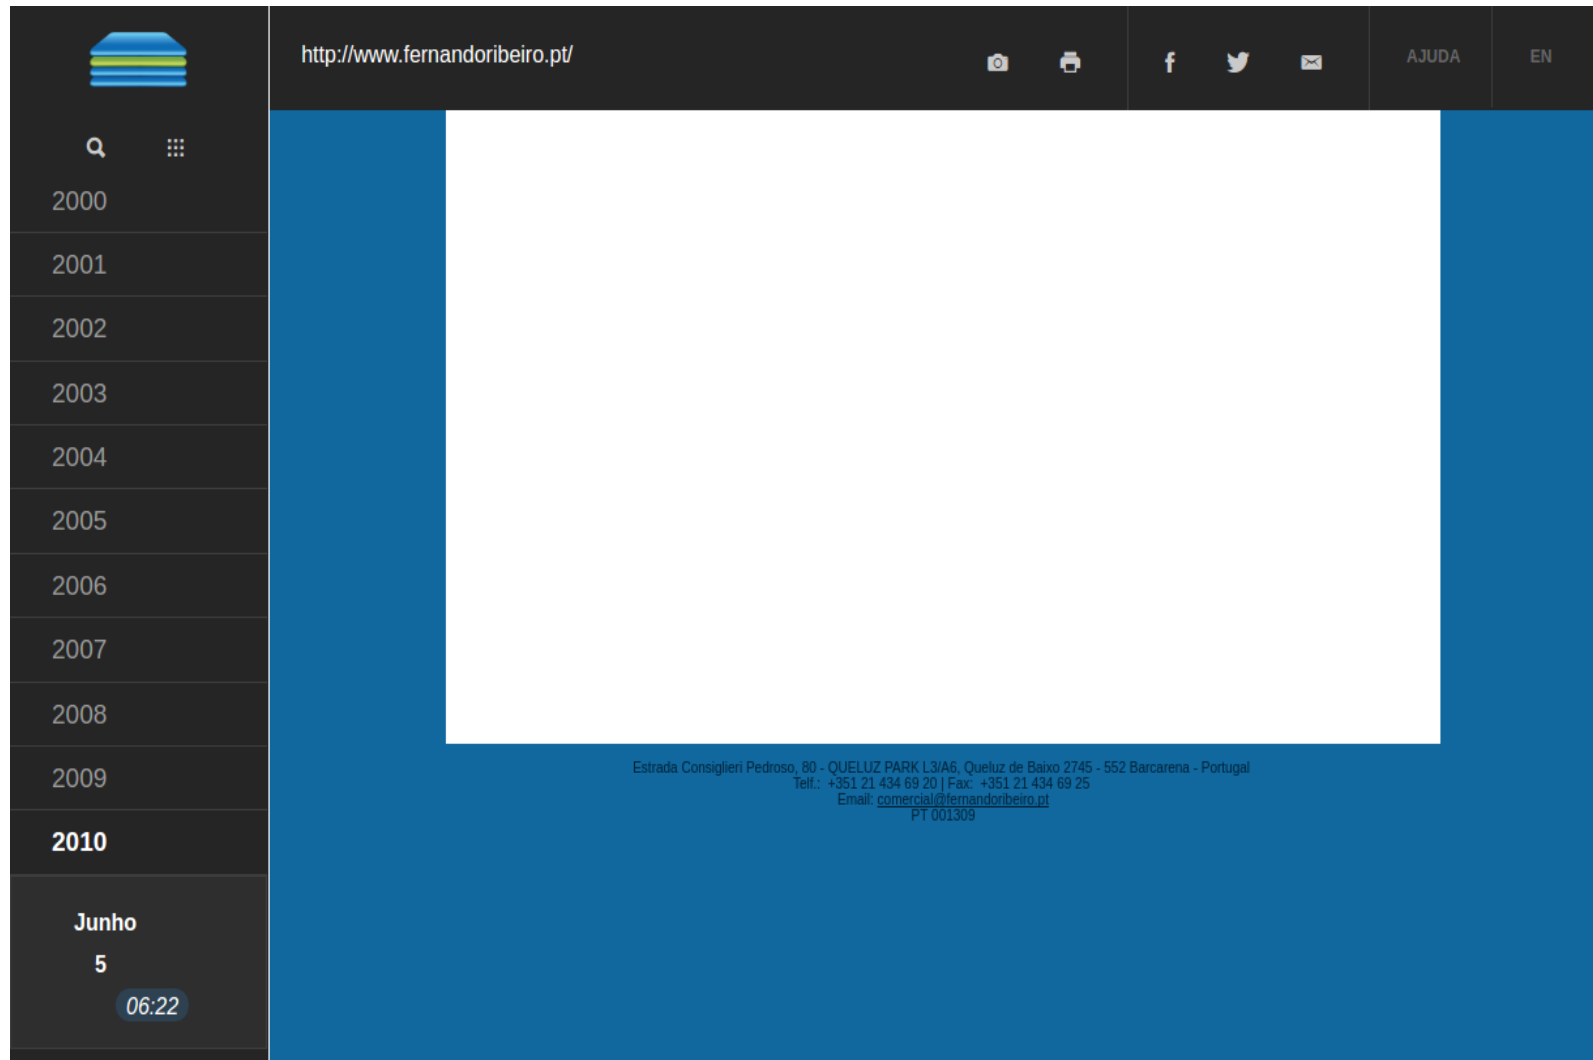 http://www.fernandoribeiro.pt/
AJUDA
EN
2000
2001
2002
2003
2004
2005
2006
2007
2008
2009
2010
Junho
5
06:22
Estrada Consiglieri Pedroso, 80 - QUELUZ PARK L3/A6, Queluz de Baixo 2745 - 552 Barcarena - Portugal
Telf.: +351 21 434 69 20 | Fax: +351 21 434 69 25
Email: comercial@fernandoribeiro.pt
PT 001309